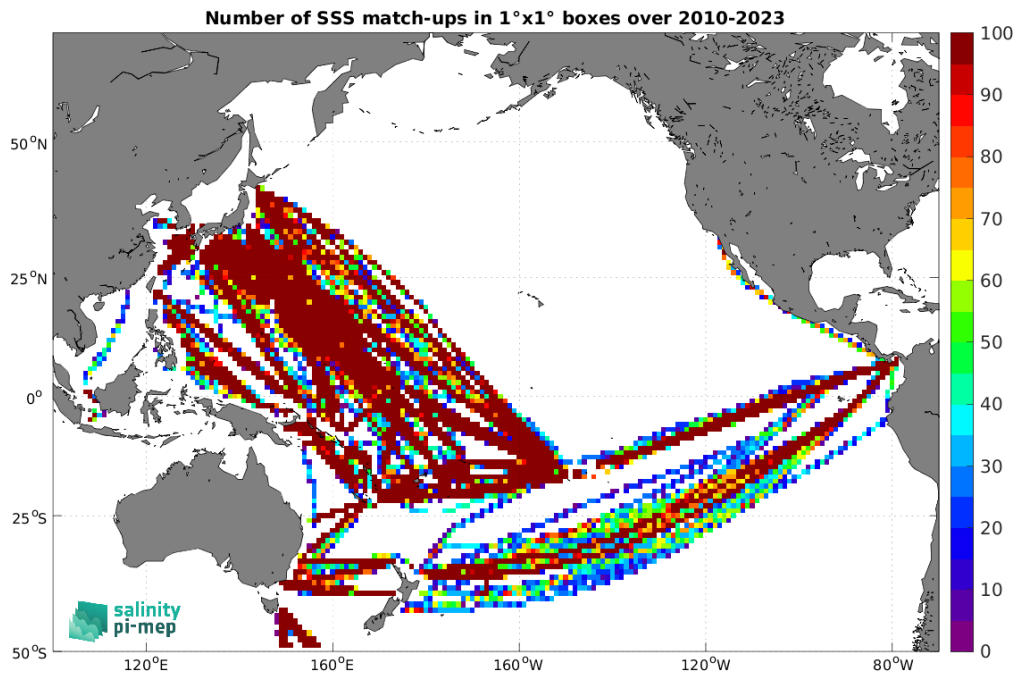 Number of SSS match-ups in 1°x1° boxes over 2010-2023
100
90
80
70
60
50
40
30
20
10
0
50°N
25°N
0°
25°S
50°S
120°E
160°E
160°W
120°W
80°W
salinity
pi-mep